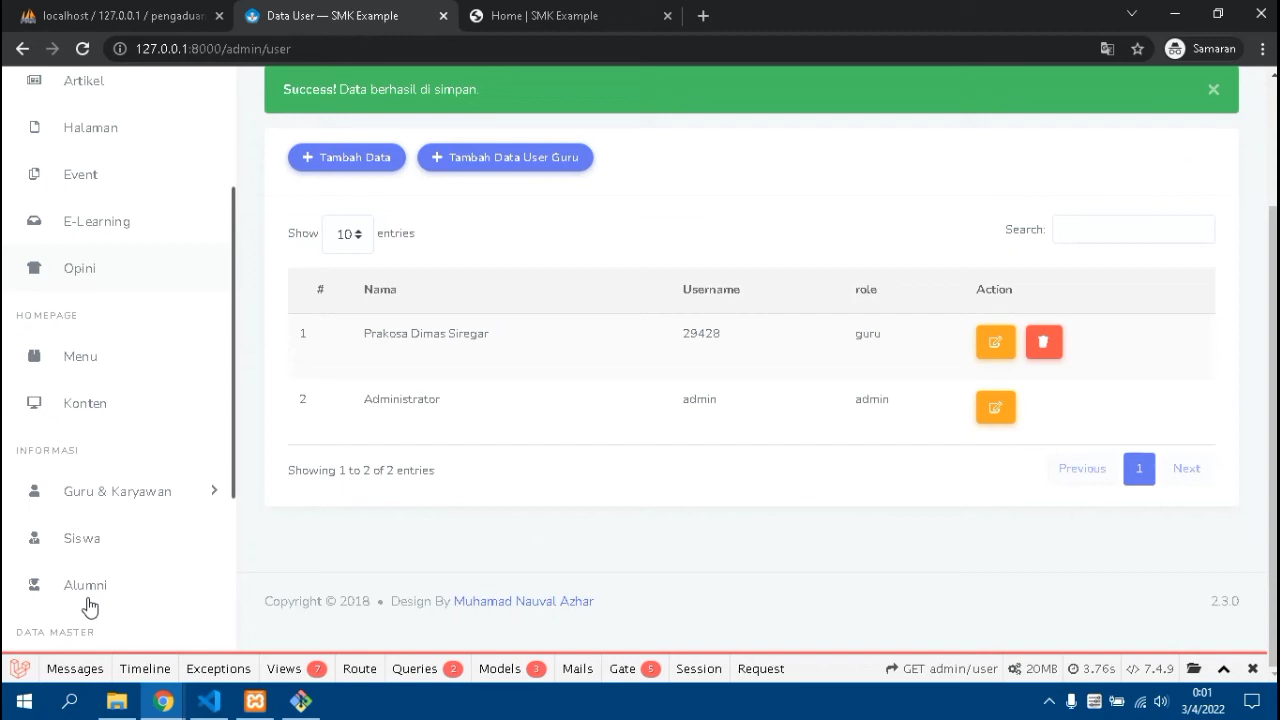 localhost / 127.0.0.1 / pengaduan
Data User — SMK Example
Home | SMK Example
127.0.0.1:8000/admin/user
Samaran
Artikel
Halaman
Event
E-Learning
Opini
HOMEPAGE
Menu
Konten
INFORMASI
Guru & Karyawan
Siswa
Alumni
DATA MASTER
Success! Data berhasil di simpan.
Tambah Data
Tambah Data User Guru
Show 10 entries
Search:
# Nama Username role Action
1 Prakosa Dimas Siregar 29428 guru
2 Administrator admin admin
Showing 1 to 2 of 2 entries
Previous 1 Next
Copyright © 2018 • Design By Muhamad Nauval Azhar
2.3.0
Messages Timeline Exceptions Views 7 Route Queries 2 Models 3 Mails Gate 5 Session Request
GET admin/user 20MB 3.76s 7.4.9
0:01
3/4/2022